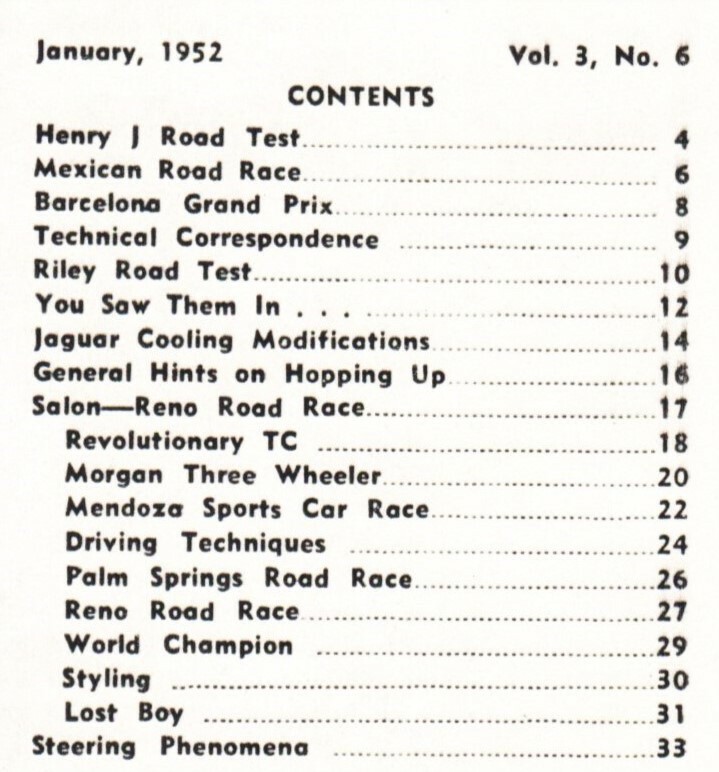 January, 1952 Vol. 3, No. 6
CONTENTS
Henry J Road Test 4
Mexican Road Race 6
Barcelona Grand Prix 8
Technical Correspondence 9
Riley Road Test 10
You Saw Them In . . . 12
Jaguar Cooling Modifications 14
General Hints on Hopping Up 16
Salon—Reno Road Race 17
Revolutionary TC 18
Morgan Three Wheeler 20
Mendoza Sports Car Race 22
Driving Techniques 24
Palm Springs Road Race 26
Reno Road Race 27
World Champion 29
Styling 30
Lost Boy 31
Steering Phenomena 33